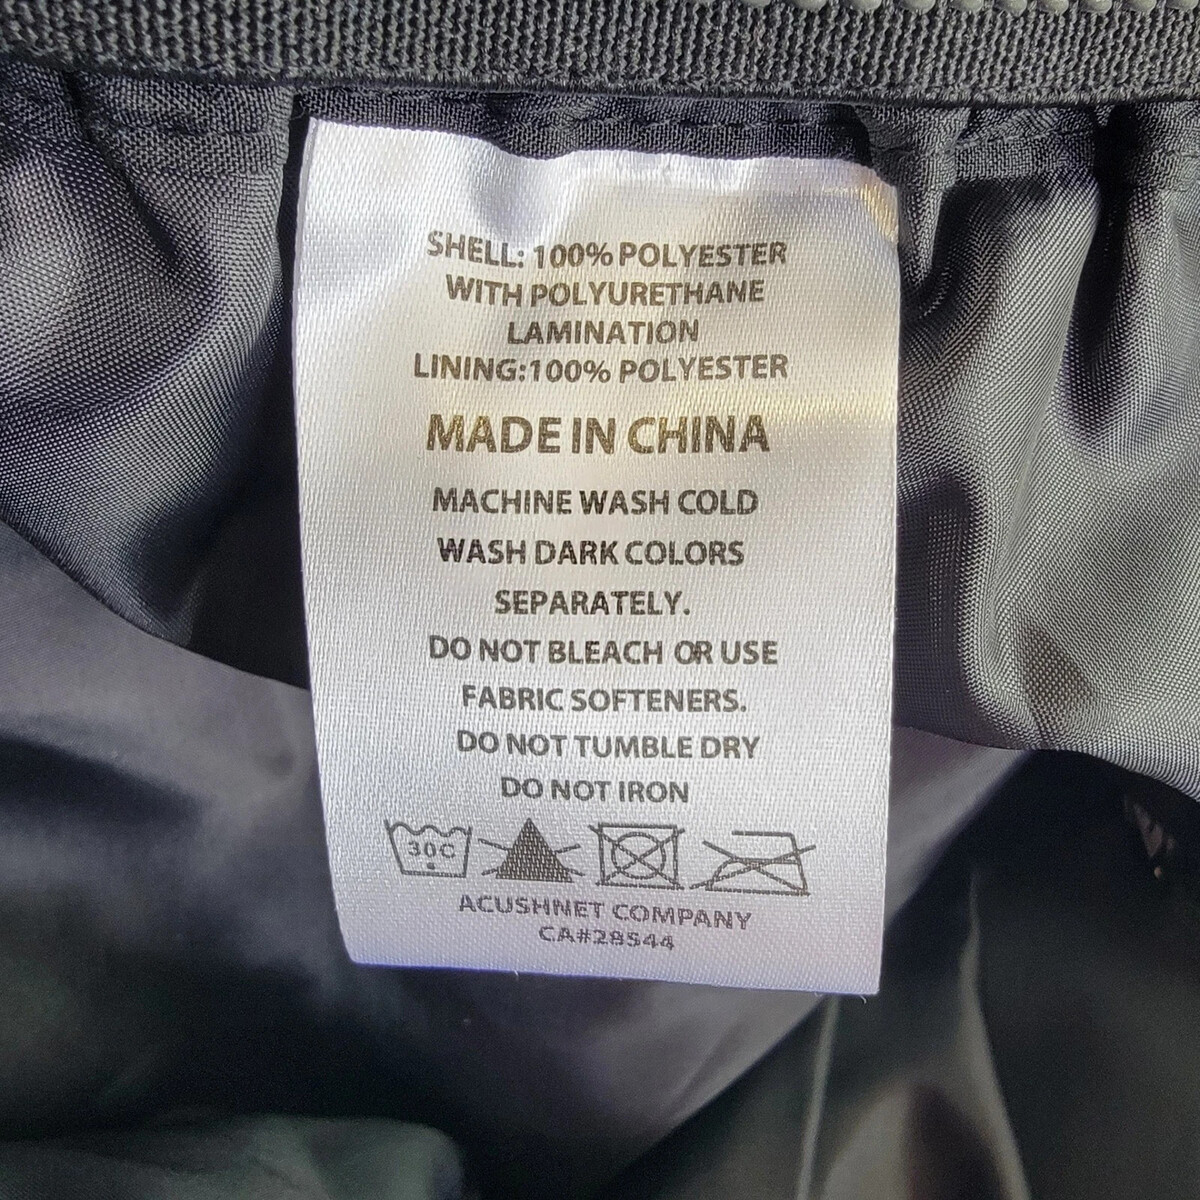 SHELL: 100% POLYESTER
WITH POLYURETHANE
LAMINATION
LINING:100% POLYESTER
MADE IN CHINA
MACHINE WASH COLD
WASH DARK COLORS
SEPARATELY.
DO NOT BLEACH OR USE
FABRIC SOFTENERS.
DO NOT TUMBLE DRY
DO NOT IRON
30C
ACUSHNET COMPANY
CA#28544